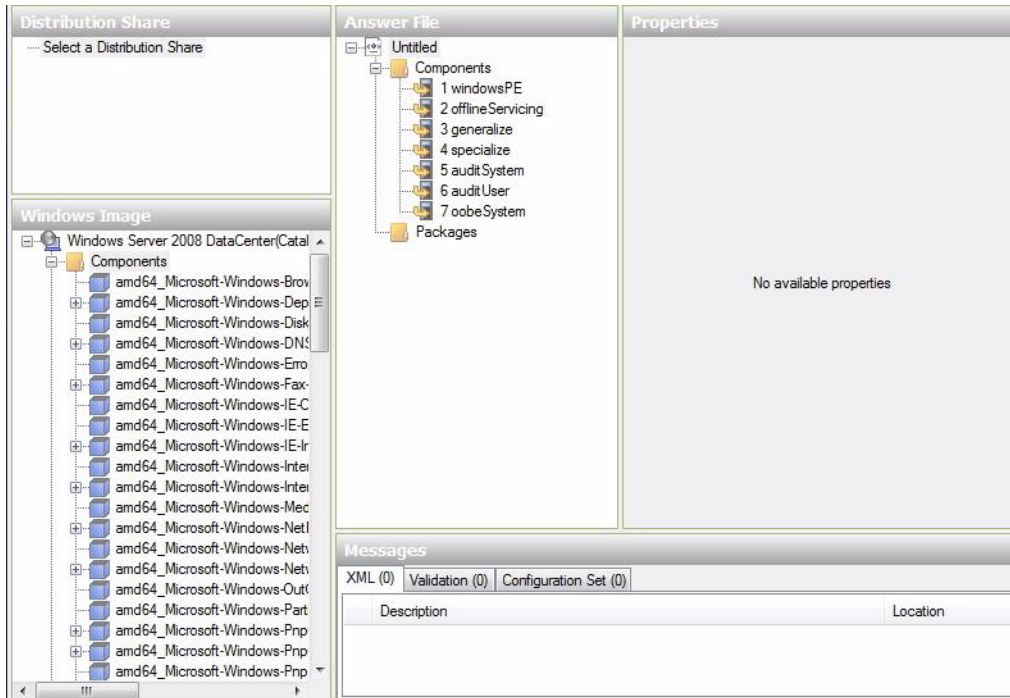 Distribution Share
Select a Distribution Share
Windows Image
Windows Server 2008 DataCenter(Catal
Components
amd64_Microsoft-Windows-Brov
amd64_Microsoft-Windows-Dep
amd64_Microsoft-Windows-Disk
amd64_Microsoft-Windows-DNS
amd64_Microsoft-Windows-Erro
amd64_Microsoft-Windows-Fax-
amd64_Microsoft-Windows-IE-C
amd64_Microsoft-Windows-IE-E
amd64_Microsoft-Windows-IE-Ir
amd64_Microsoft-Windows-Inter
amd64_Microsoft-Windows-Inter
amd64_Microsoft-Windows-Med
amd64_Microsoft-Windows-NetI
amd64_Microsoft-Windows-Netv
amd64_Microsoft-Windows-Netv
amd64_Microsoft-Windows-OutO
amd64_Microsoft-Windows-Part
amd64_Microsoft-Windows-Pnp
amd64_Microsoft-Windows-Pnp
amd64_Microsoft-Windows-Pnp
Answer File
Untitled
Components
1 windowsPE
2 offlineServicing
3 generalize
4 specialize
5 auditSystem
6 auditUser
7 oobeSystem
Packages
Properties
No available properties
Messages
XML (0) Validation (0) Configuration Set (0)
Description Location